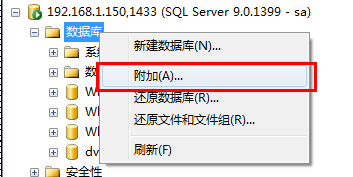 192.168.1.150,1433 (SQL Server 9.0.1399 - sa)
数据库
新建数据库(N)...
附加(A)...
还原数据库(R)...
还原文件和文件组(R)...
刷新(F)
安全性